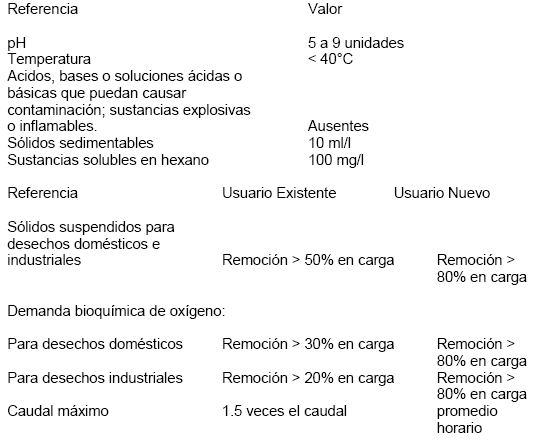 Referencia Valor
pH 5 a 9 unidades
Temperatura < 40°C
Acidos, bases o soluciones ácidas o
básicas que puedan causar
contaminación; sustancias explosivas
o inflamables. Ausentes
Sólidos sedimentables 10 ml/l
Sustancias solubles en hexano 100 mg/l
Referencia Usuario Existente Usuario Nuevo
Sólidos suspendidos para
desechos domésticos e
industriales Remoción > 50% en carga Remoción >
80% en carga
Demanda bioquímica de oxígeno:
Para desechos domésticos Remoción > 30% en carga Remoción >
80% en carga
Para desechos industriales Remoción > 20% en carga Remoción >
80% en carga
Caudal máximo 1.5 veces el caudal promedio
horario